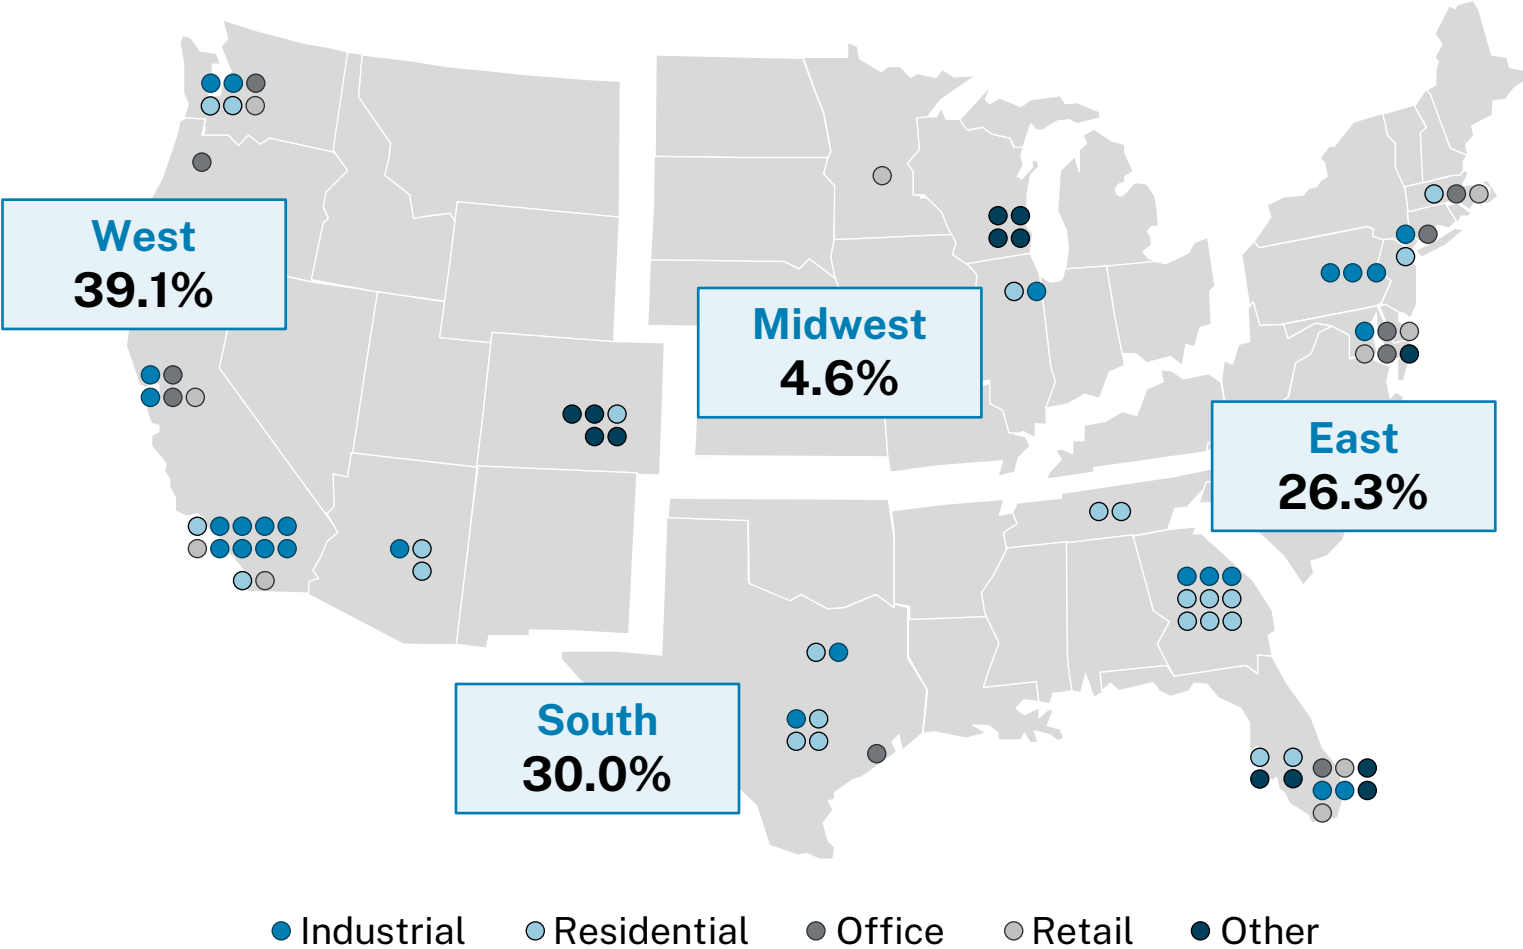 West
39.1%
Midwest
4.6%
East
26.3%
South
30.0%
Industrial
Residential
Office
Retail
Other